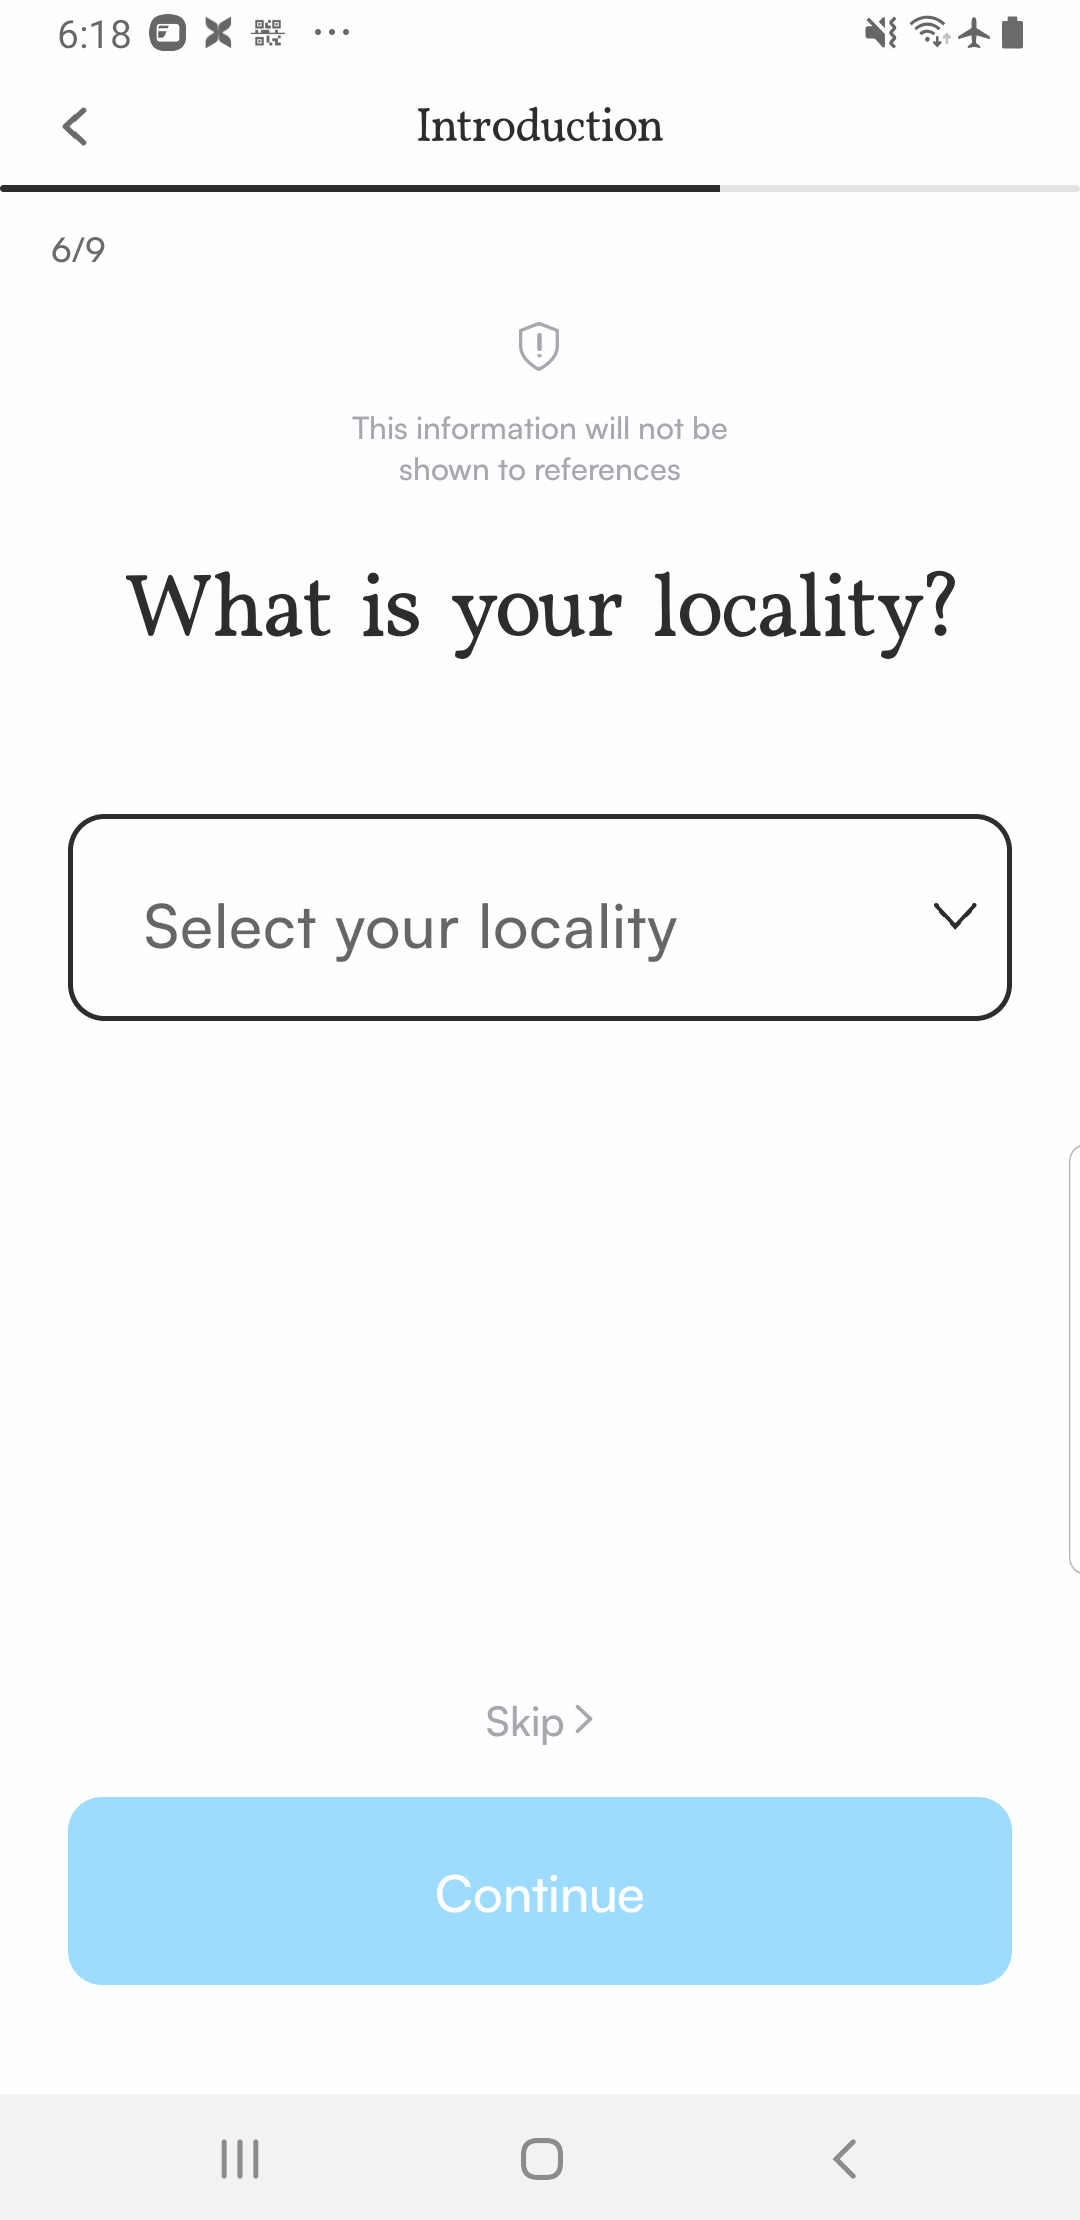 6:18
Introduction
6/9
This information will not be
shown to references
What is your locality?
Select your locality
Skip
Continue